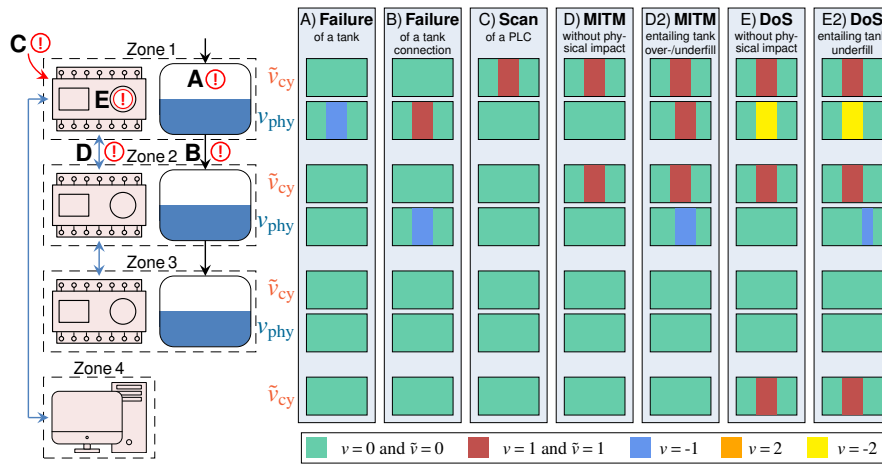 A) Failure
of a tank
B) Failure
of a tank
connection
C) Scan
of a PLC
D) MITM
without phy-
sical impact
D2) MITM
entailing tank
over-/underfill
E) DoS
without phy-
sical impact
E2) DoS
entailing tank
underfill
C !
Zone 1
A !
E !
ṽcy
vphy
D !
Zone 2
B !
ṽcy
vphy
Zone 3
ṽcy
vphy
Zone 4
ṽcy
v = 0 and ṽ = 0
v = 1 and ṽ = 1
v = -1
v = 2
v = -2